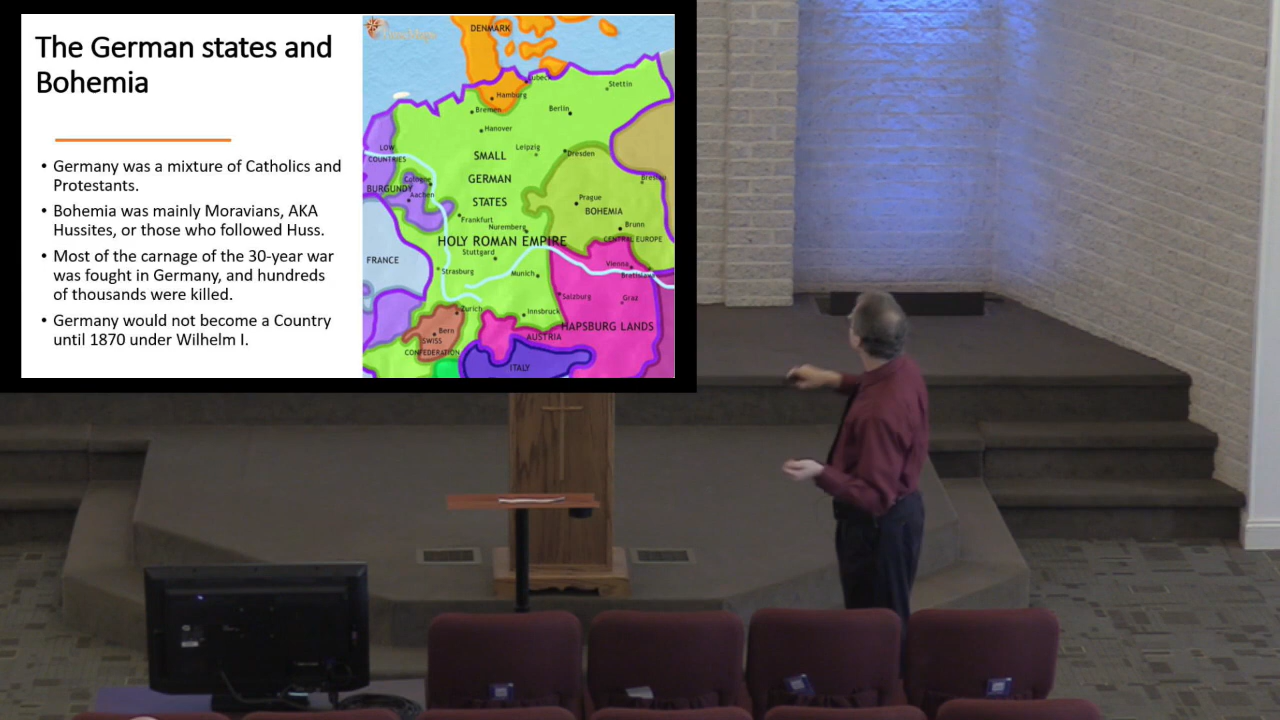 The German states and
Bohemia
• Germany was a mixture of Catholics and
Protestants.
• Bohemia was mainly Moravians, AKA
Hussites, or those who followed Huss.
• Most of the carnage of the 30-year war
was fought in Germany, and hundreds
of thousands were killed.
• Germany would not become a Country
until 1870 under Wilhelm I.
DENMARK
Lubeck
Stettin
Hamburg
Bremen
Berlin
Hanover
LOW
COUNTRIES
Leipzig
Dresden
SMALL
GERMAN
STATES
Cologne
Aachen
BURGUNDY
Breslau
Prague
BOHEMIA
Frankfurt
Nuremberg
Brunn
CENTRAL EUROPE
HOLY ROMAN EMPIRE
Stuttgard
FRANCE
Strasburg
Munich
Vienna
Bratislava
Salzburg
Graz
Zurich
Innsbruck
Bern
SWISS
CONFEDERATION
HAPSBURG LANDS
AUSTRIA
ITALY